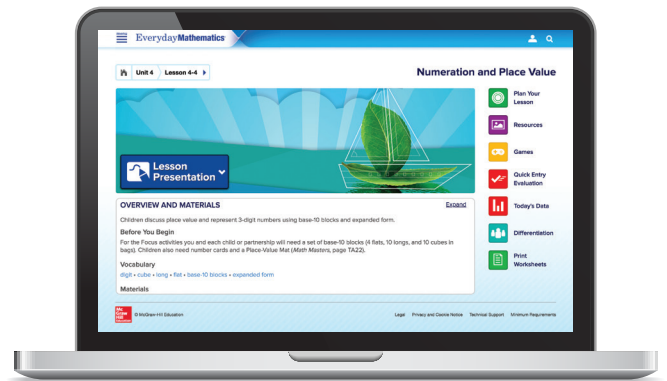 EverydayMathematics
Unit 4 Lesson 4-4
Numeration and Place Value
Lesson
Presentation
Plan Your
Lesson
Resources
Games
Quick Entry
Evaluation
Today's Data
Differentiation
Print
Worksheets
OVERVIEW AND MATERIALS Expand
Children discuss place value and represent 3-digit numbers using base-10 blocks and expanded form.
Before You Begin
For the Focus activities you and each child or partnership will need a set of base-10 blocks (4 flats, 10 longs, and 10 cubes in
bags). Children also need number cards and a Place-Value Mat (Math Masters, page TA22).
Vocabulary
digit • cube • long • flat • base-10 blocks • expanded form
Materials
Mc
Graw
Hill
Education
© McGraw-Hill Education
Legal Privacy and Cookie Notice Technical Support Minimum Requirements